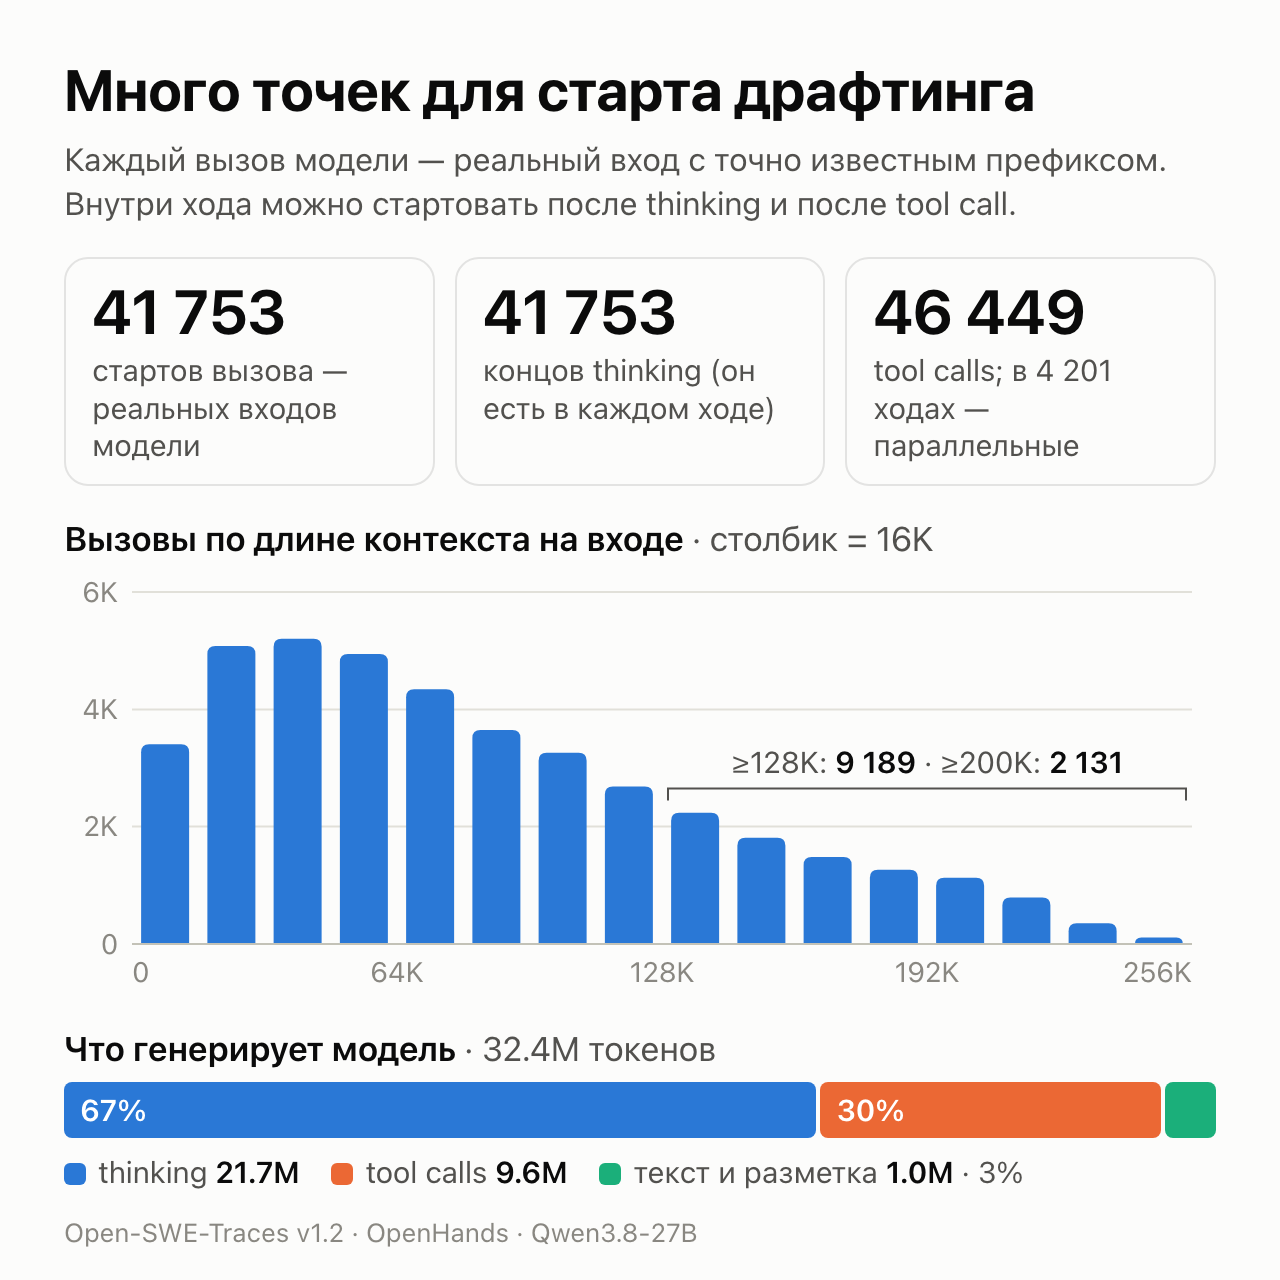 Много точек для старта драфтинга
Каждый вызов модели — реальный вход с точно известным префиксом.
Внутри хода можно стартовать после thinking и после tool call.
41 753
стартов вызова —
реальных входов
модели
41 753
концов thinking (он
есть в каждом ходе)
46 449
tool calls; в 4 201
ходах —
параллельные
Вызовы по длине контекста на входе · столбик = 16K
6K
4K
2K
0
≥128K: 9 189 · ≥200K: 2 131
0 64K 128K 192K 256K
Что генерирует модель · 32.4M токенов
67% 30%
thinking 21.7M tool calls 9.6M текст и разметка 1.0M · 3%
Open-SWE-Traces v1.2 · OpenHands · Qwen3.8-27B